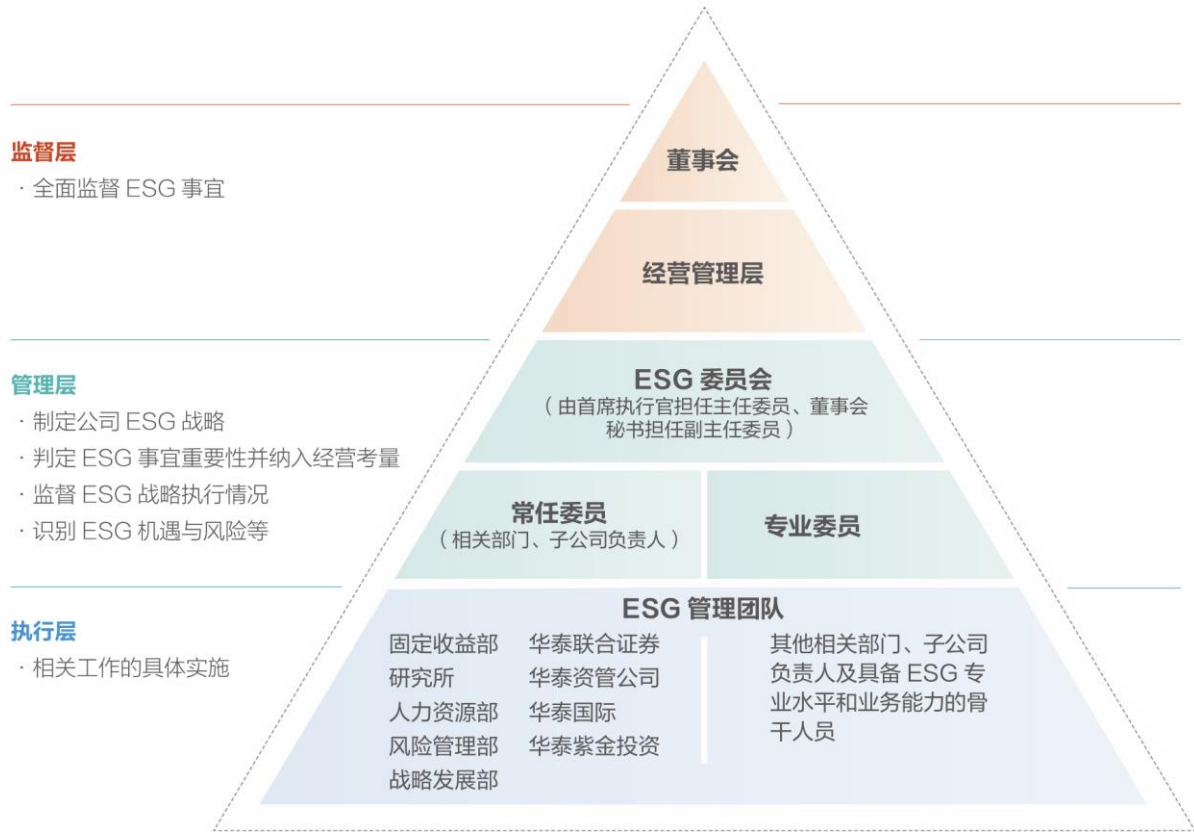 监督层
· 全面监督 ESG 事宜
董事会
经营管理层
管理层
· 制定公司 ESG 战略
· 判定 ESG 事宜重要性并纳入经营考量
· 监督 ESG 战略执行情况
· 识别 ESG 机遇与风险等
ESG 委员会
（由首席执行官担任主任委员、董事会
秘书担任副主任委员）
常任委员
（相关部门、子公司负责人）
专业委员
执行层
· 相关工作的具体实施
ESG 管理团队
固定收益部
研究所
人力资源部
风险管理部
战略发展部
华泰联合证券
华泰资管公司
华泰国际
华泰紫金投资
其他相关部门、子公司
负责人及具备 ESG 专
业水平和业务能力的骨
干人员